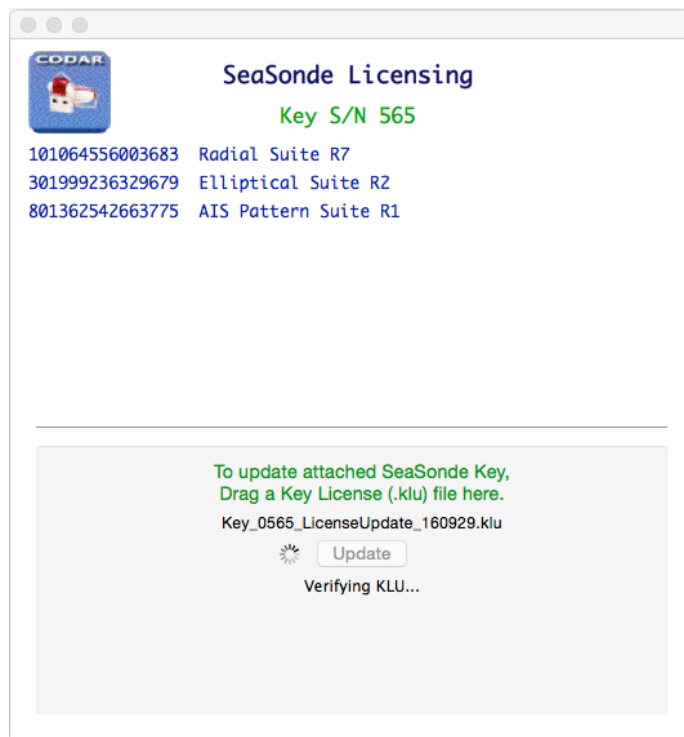 CODAR
SeaSonde Licensing
Key S/N 565
101064556003683 Radial Suite R7
301999236329679 Elliptical Suite R2
801362542663775 AIS Pattern Suite R1
To update attached SeaSonde Key,
Drag a Key License (.klu) file here.
Key_0565_LicenseUpdate_160929.klu
Update
Verifying KLU...